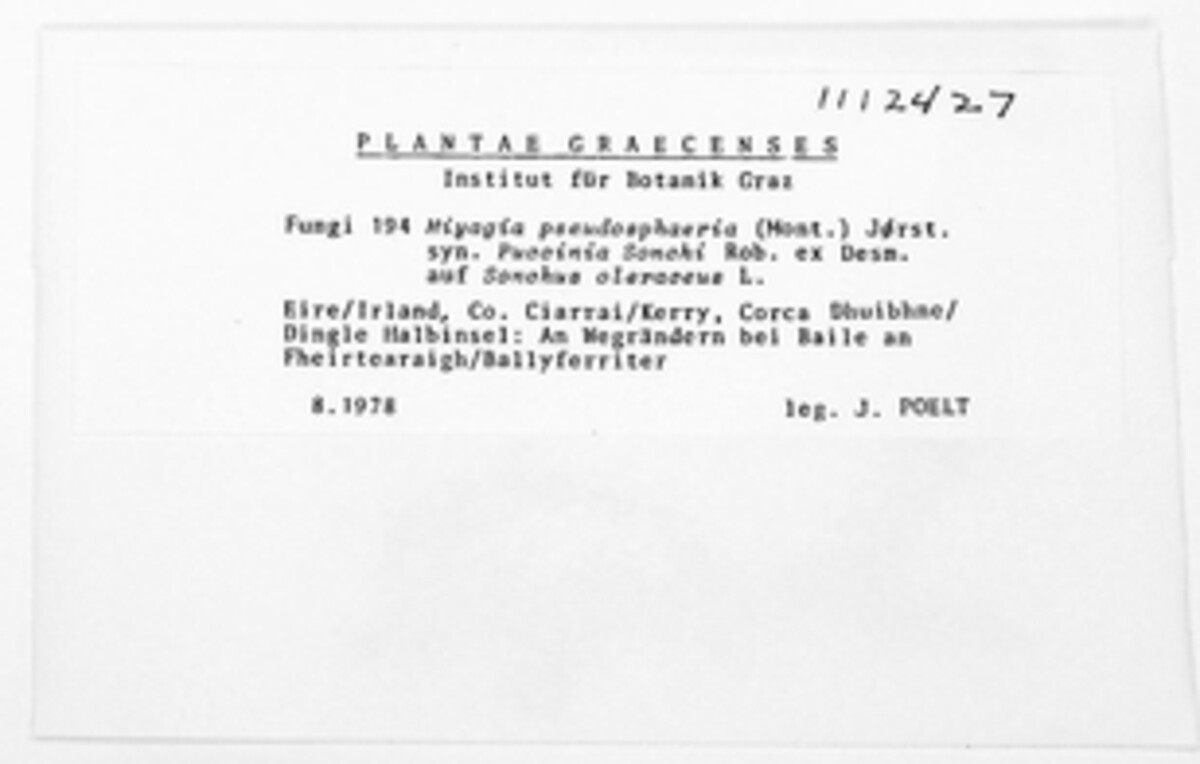 11124/27
PLANTAE GRAECENSES
Institut für Botanik Graz
Fungi 194 Miyagia pseudosphaeria (Mont.) Jørst.
syn. Puccinia Sonchi Rob. ex Desm.
auf Sonchus oleraceus L.
Eire/Irland, Co. Ciarrai/Kerry, Corca Dhuibhne/
Dingle Halbinsel: An Wegrändern bei Baile an
Fheirtearaigh/Ballyferriter
8.1978 leg. J. POELT